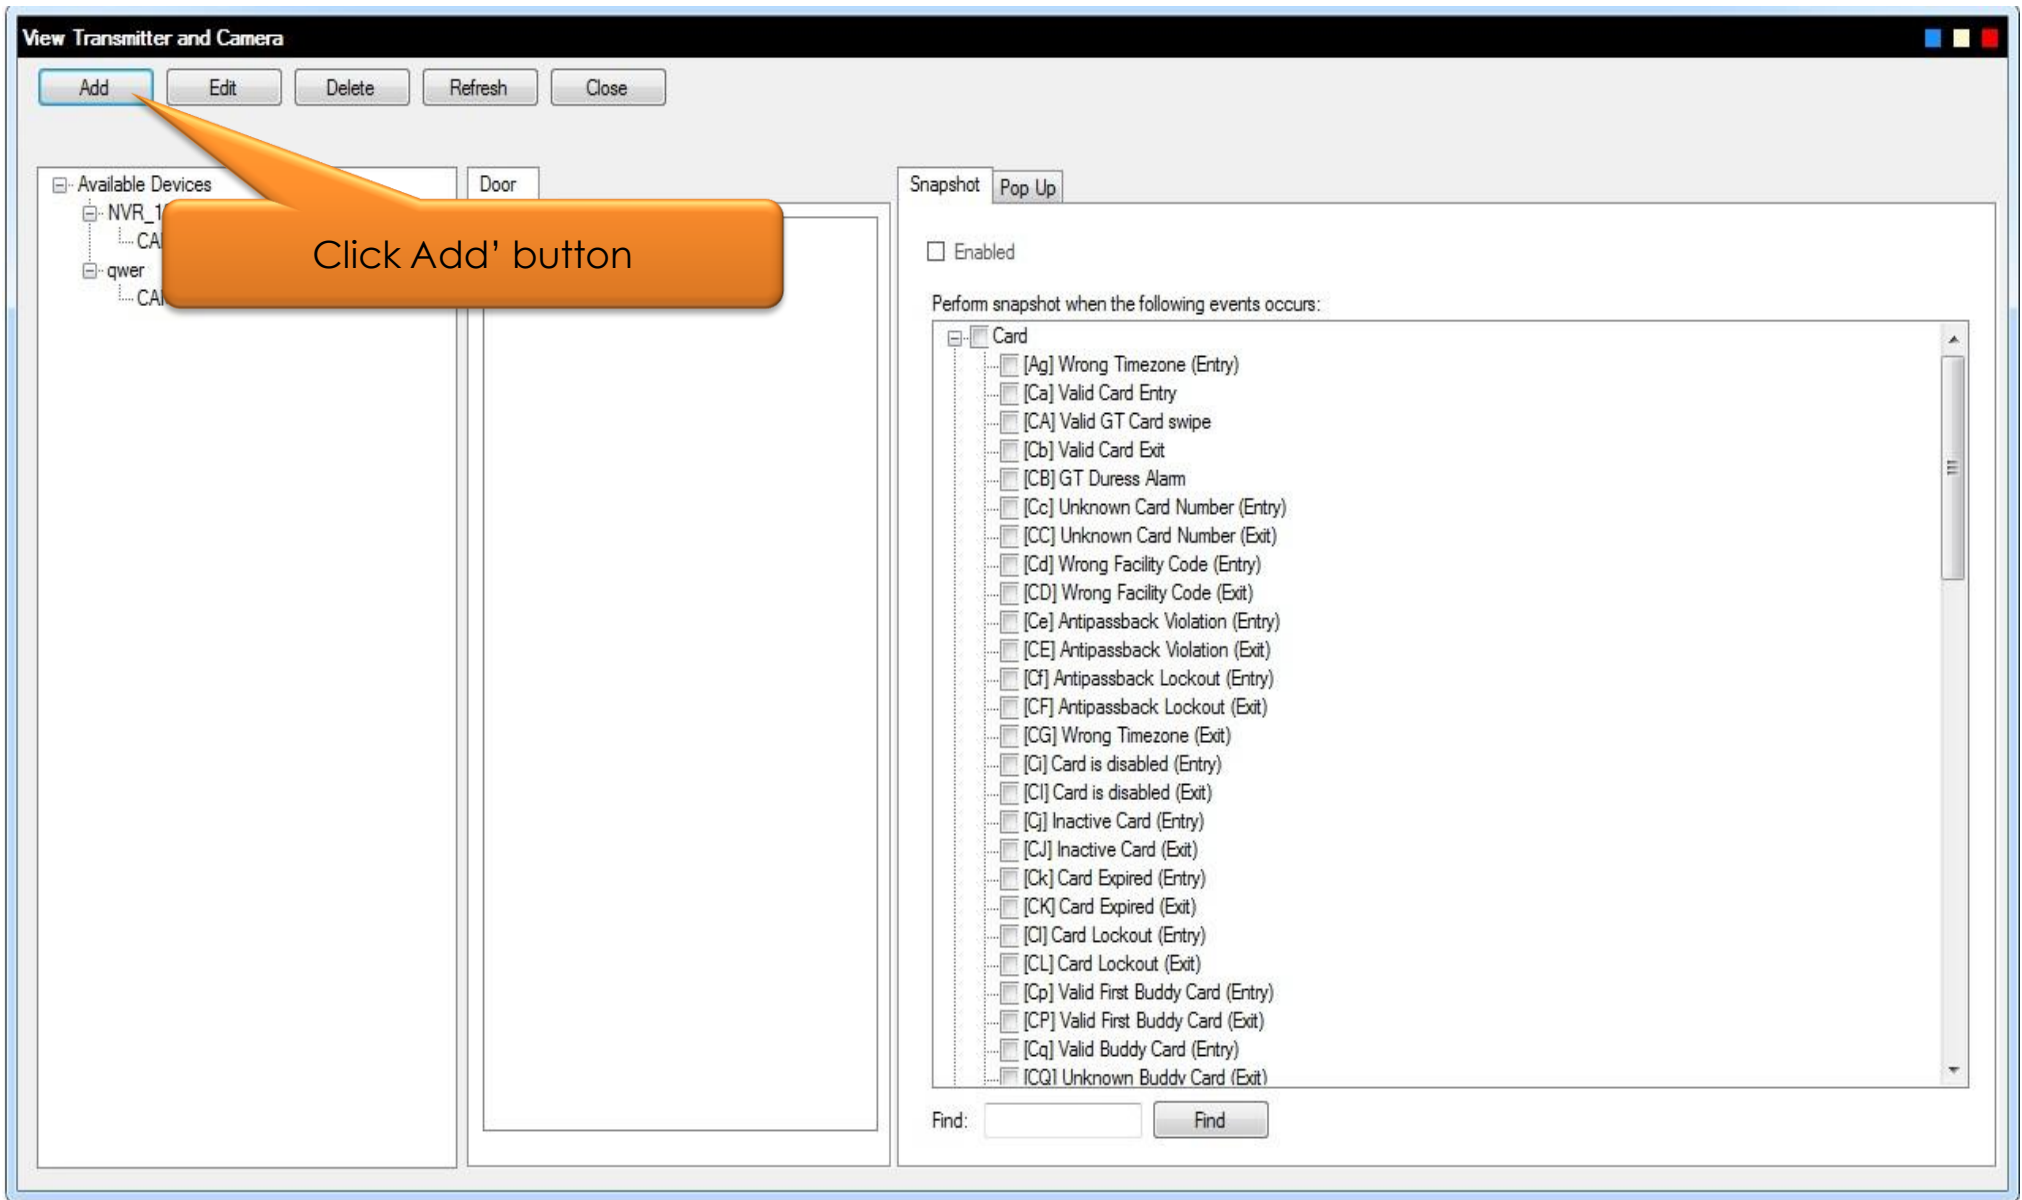 View Transmitter and Camera
Add Edit Delete Refresh Close
Available Devices
NVR_1
CA
qwer
CA
Door
Click Add’ button
Snapshot Pop Up
Enabled
Perform snapshot when the following events occurs:
Card
[Ag] Wrong Timezone (Entry)
[Ca] Valid Card Entry
[CA] Valid GT Card swipe
[Cb] Valid Card Exit
[CB] GT Duress Alarm
[Cc] Unknown Card Number (Entry)
[CC] Unknown Card Number (Exit)
[Cd] Wrong Facility Code (Entry)
[CD] Wrong Facility Code (Exit)
[Ce] Antipassback Violation (Entry)
[CE] Antipassback Violation (Exit)
[Cf] Antipassback Lockout (Entry)
[CF] Antipassback Lockout (Exit)
[CG] Wrong Timezone (Exit)
[Ci] Card is disabled (Entry)
[CI] Card is disabled (Exit)
[Cj] Inactive Card (Entry)
[CJ] Inactive Card (Exit)
[Ck] Card Expired (Entry)
[CK] Card Expired (Exit)
[Cl] Card Lockout (Entry)
[CL] Card Lockout (Exit)
[Cp] Valid First Buddy Card (Entry)
[CP] Valid First Buddy Card (Exit)
[Cq] Valid Buddy Card (Entry)
[CQ] Unknown Buddy Card (Exit)
Find: Find